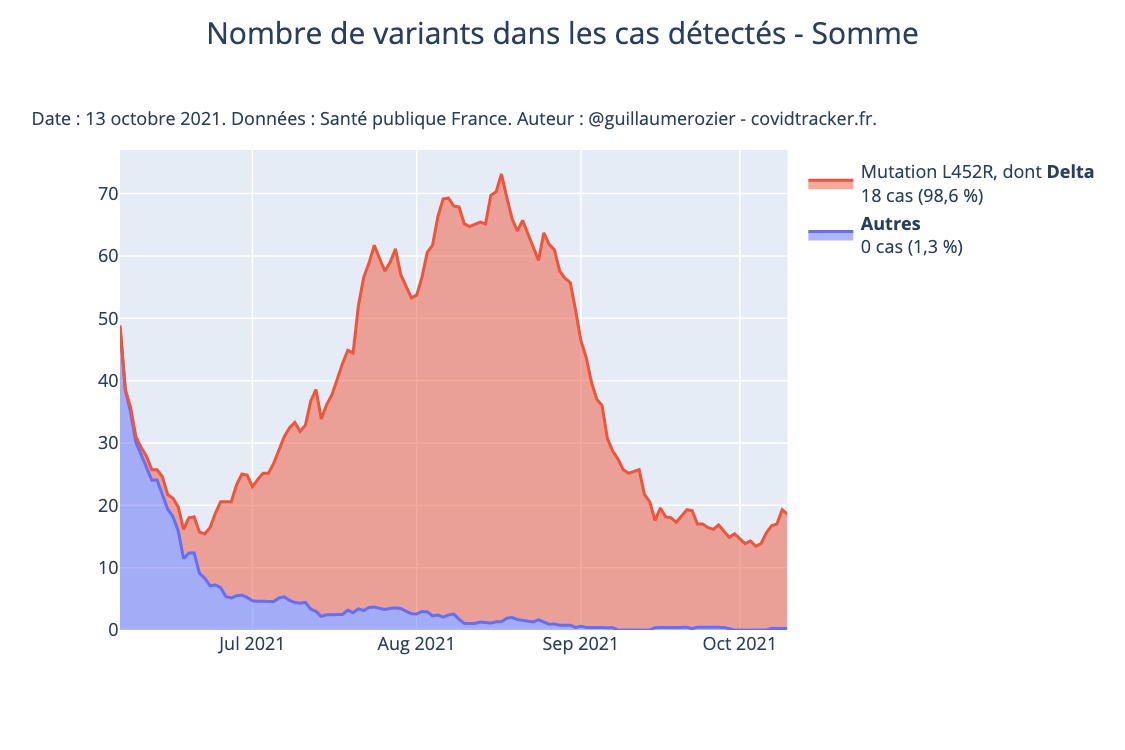 Nombre de variants dans les cas détectés - Somme
Date : 13 octobre 2021. Données : Santé publique France. Auteur : @guillaumerozier - covidtracker.fr.
Mutation L452R, dont Delta
18 cas (98,6 %)
Autres
0 cas (1,3 %)
70
60
50
40
30
20
10
0
Jul 2021
Aug 2021
Sep 2021
Oct 2021